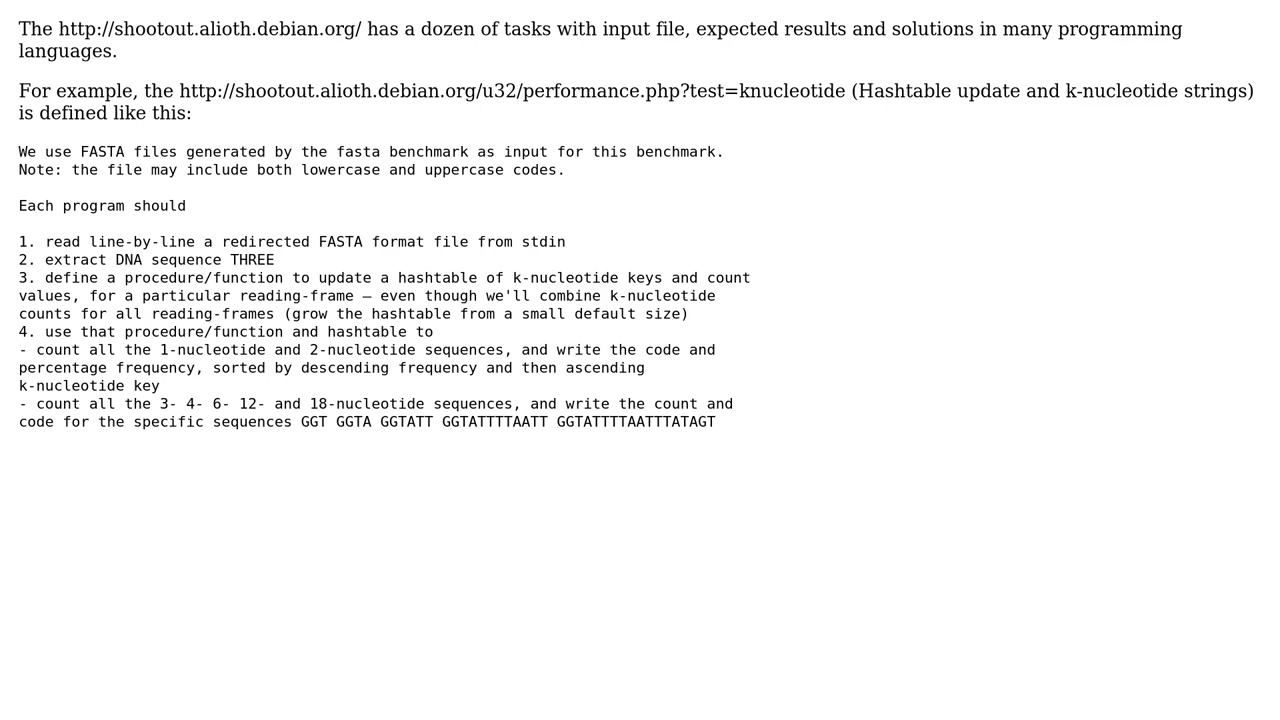 The http://shootout.alioth.debian.org/ has a dozen of tasks with input file, expected results and solutions in many programming
languages.
For example, the http://shootout.alioth.debian.org/u32/performance.php?test=knucleotide (Hashtable update and k-nucleotide strings)
is defined like this:
We use FASTA files generated by the fasta benchmark as input for this benchmark.
Note: the file may include both lowercase and uppercase codes.
Each program should
1. read line-by-line a redirected FASTA format file from stdin
2. extract DNA sequence THREE
3. define a procedure/function to update a hashtable of k-nucleotide keys and count
values, for a particular reading-frame — even though we'll combine k-nucleotide
counts for all reading-frames (grow the hashtable from a small default size)
4. use that procedure/function and hashtable to
- count all the 1-nucleotide and 2-nucleotide sequences, and write the code and
percentage frequency, sorted by descending frequency and then ascending
k-nucleotide key
- count all the 3- 4- 6- 12- and 18-nucleotide sequences, and write the count and
code for the specific sequences GGT GGTA GGTATT GGTATTTTAATT GGTATTTTAATTTATAGT